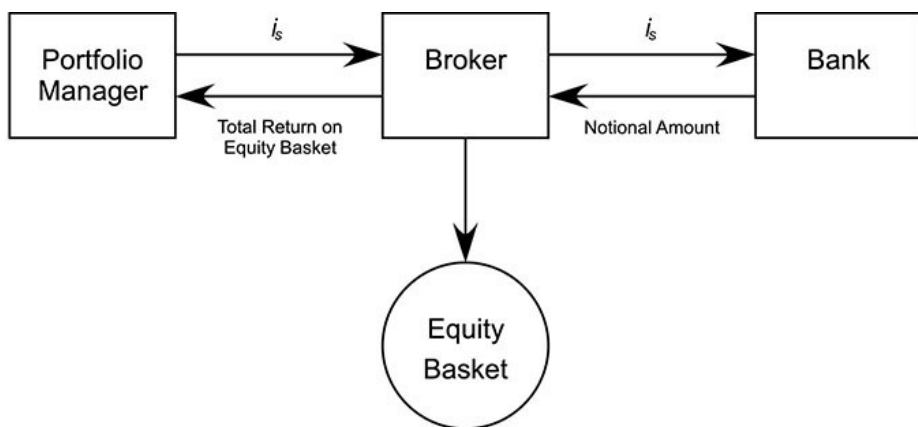 Portfolio
Manager
i_s
Broker
i_s
Bank
Total Return on
Equity Basket
Notional Amount
Equity
Basket